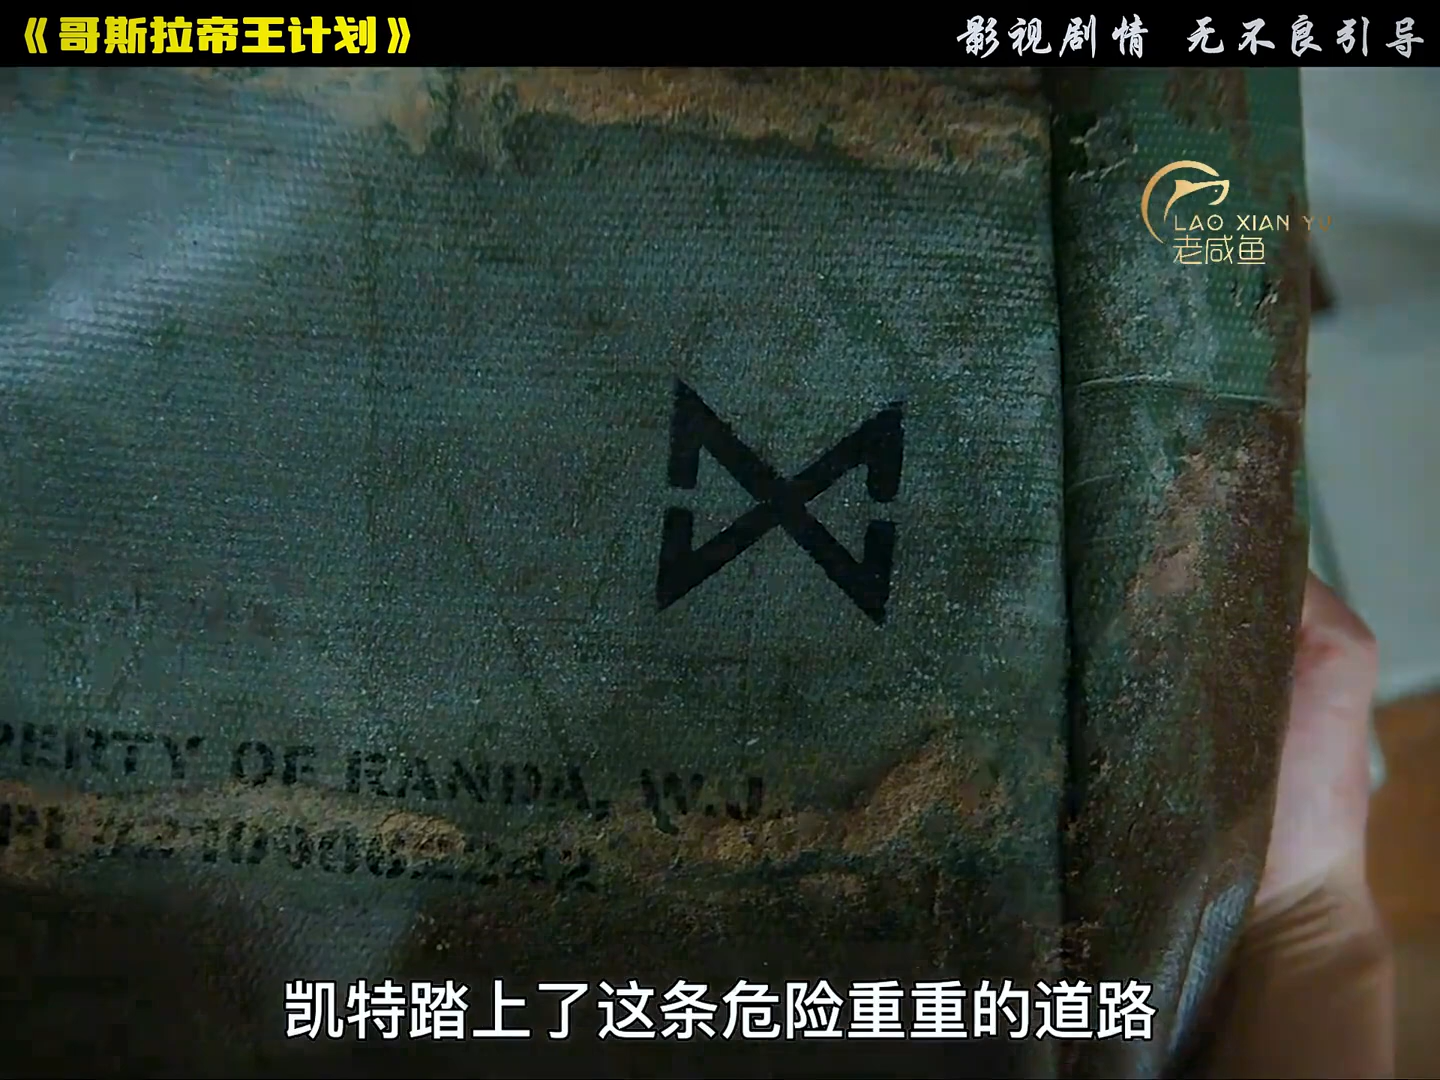 《哥斯拉帝王计划》
影视剧情 无不良引导
LAO XIAN YU
老咸鱼
PERTY OF RANDA, W.J.
凯特踏上了这条危险重重的道路